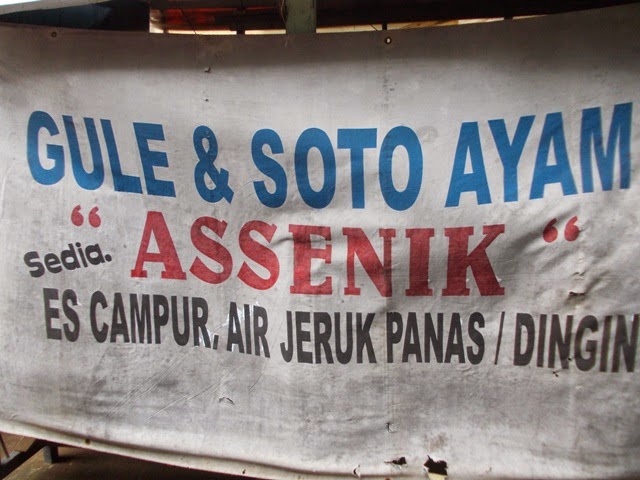 GULE & SOTO AYAM
“ ASSENIK “
Sedia.
ES CAMPUR, AIR JERUK PANAS / DINGIN